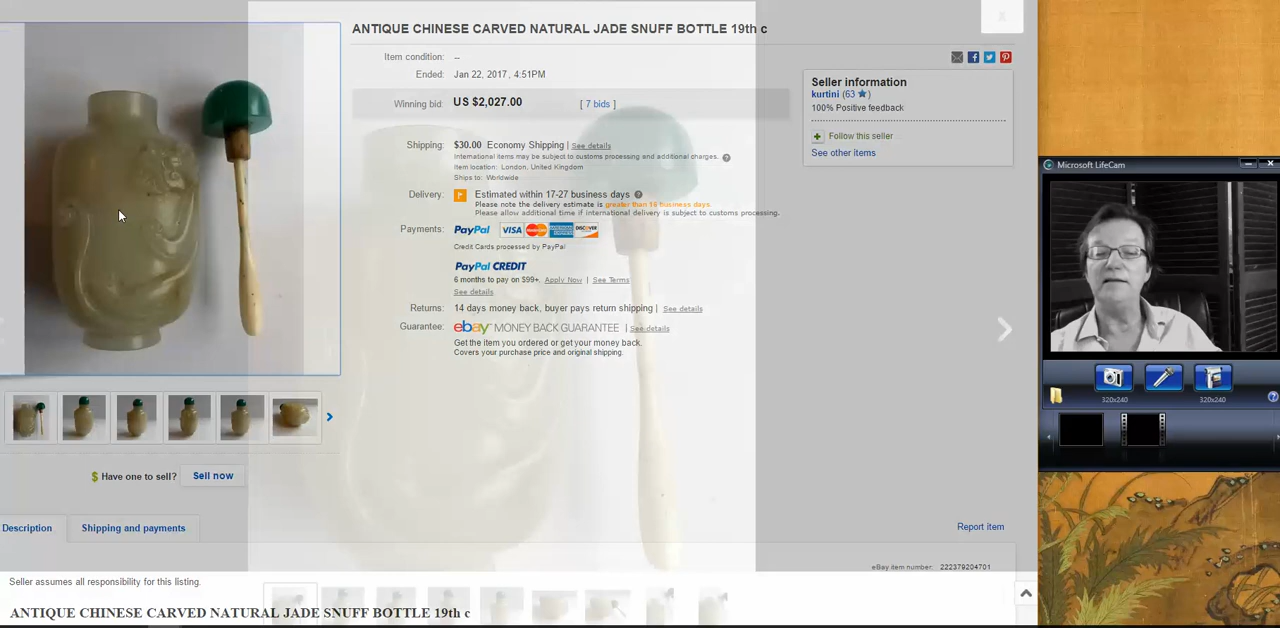 ANTIQUE CHINESE CARVED NATURAL JADE SNUFF BOTTLE 19th c
X
Item condition: --
Ended: Jan 22, 2017 , 4:51PM
Winning bid: US $2,027.00 [ 7 bids ]
Shipping: $30.00 Economy Shipping | See details
International items may be subject to customs processing and additional charges. ?
Item location: London, United Kingdom
Ships to: Worldwide
Delivery: Estimated within 17-27 business days ?
Please note the delivery estimate is greater than 16 business days.
Please allow additional time if international delivery is subject to customs processing.
Payments: PayPal VISA MasterCard AMERICAN EXPRESS DISCOVER
Credit Cards processed by PayPal
PayPal CREDIT
6 months to pay on $99+. Apply Now | See Terms
See details
Returns: 14 days money back, buyer pays return shipping | See details
Guarantee: ebay MONEY BACK GUARANTEE | See details
Get the item you ordered or get your money back.
Covers your purchase price and original shipping.
Seller information
kurtini (63 )
100% Positive feedback
+ Follow this seller
See other items
$ Have one to sell? Sell now
Description
Shipping and payments
Report item
eBay item number: 222379204701
Seller assumes all responsibility for this listing.
ANTIQUE CHINESE CARVED NATURAL JADE SNUFF BOTTLE 19th c
Microsoft LifeCam
320x240
320x240